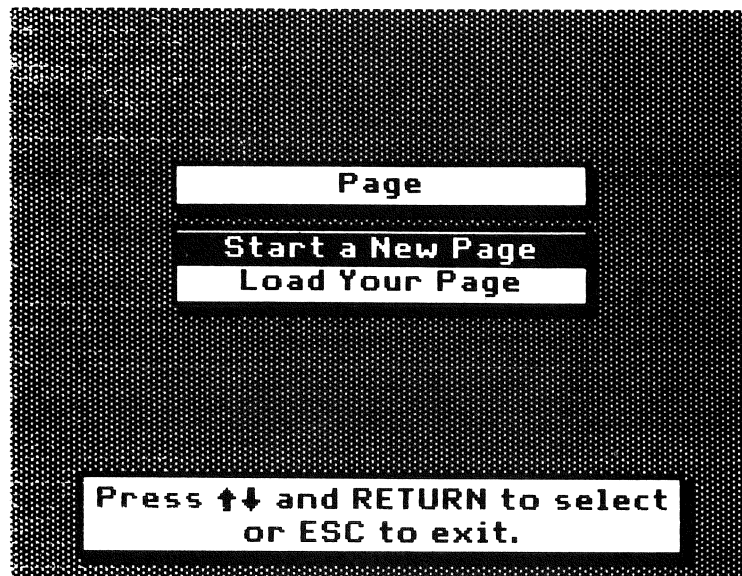 Page
Start a New Page
Load Your Page
Press ↑↓ and RETURN to select
or ESC to exit.